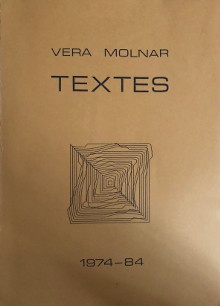 VERA MOLNAR
TEXTES
1974-84